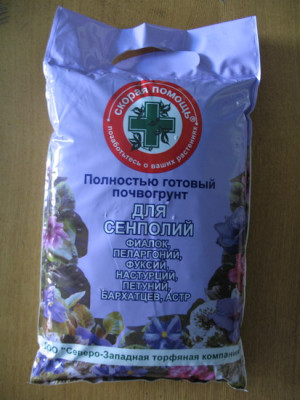 СКОРАЯ ПОМОЩЬ®
позаботьтесь о ваших растениях
Полностью готовый
почвогрунт
ДЛЯ
СЕНПОЛИЙ
ФИАЛОК,
ПЕЛАРГОНИЙ,
ФУКСИЙ,
НАСТУРЦИЙ,
ПЕТУНИЙ,
БАРХАТЦЕВ, АСТР
ООО "Северо-Западная торфяная компания"